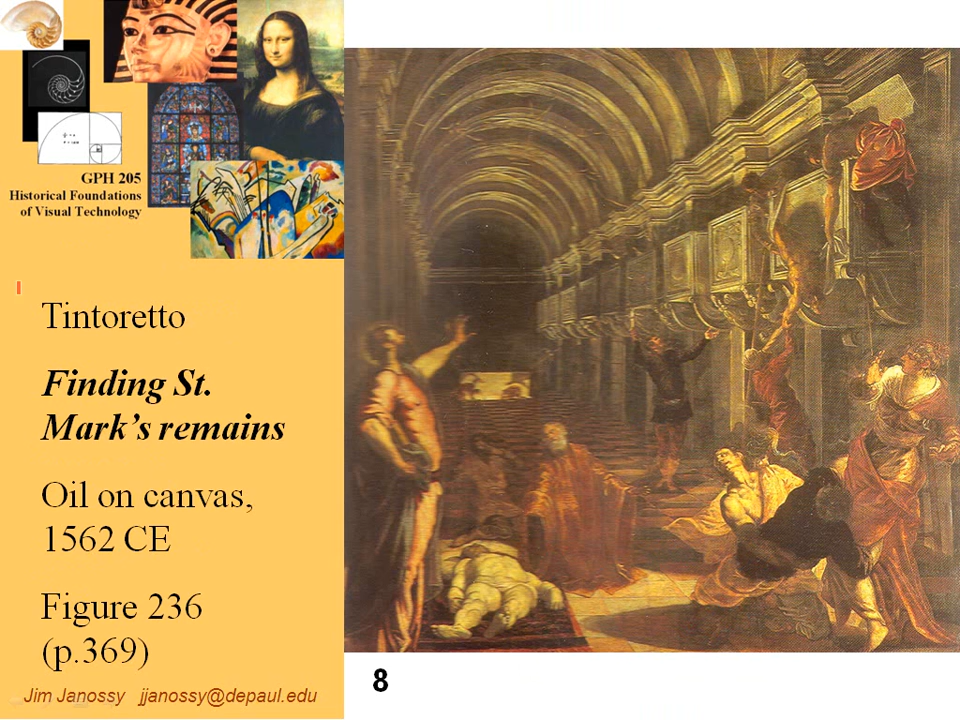 GPH 205
Historical Foundations
of Visual Technology
Tintoretto
Finding St.
Mark’s remains
Oil on canvas,
1562 CE
Figure 236
(p.369)
Jim Janossy jjanossy@depaul.edu
8